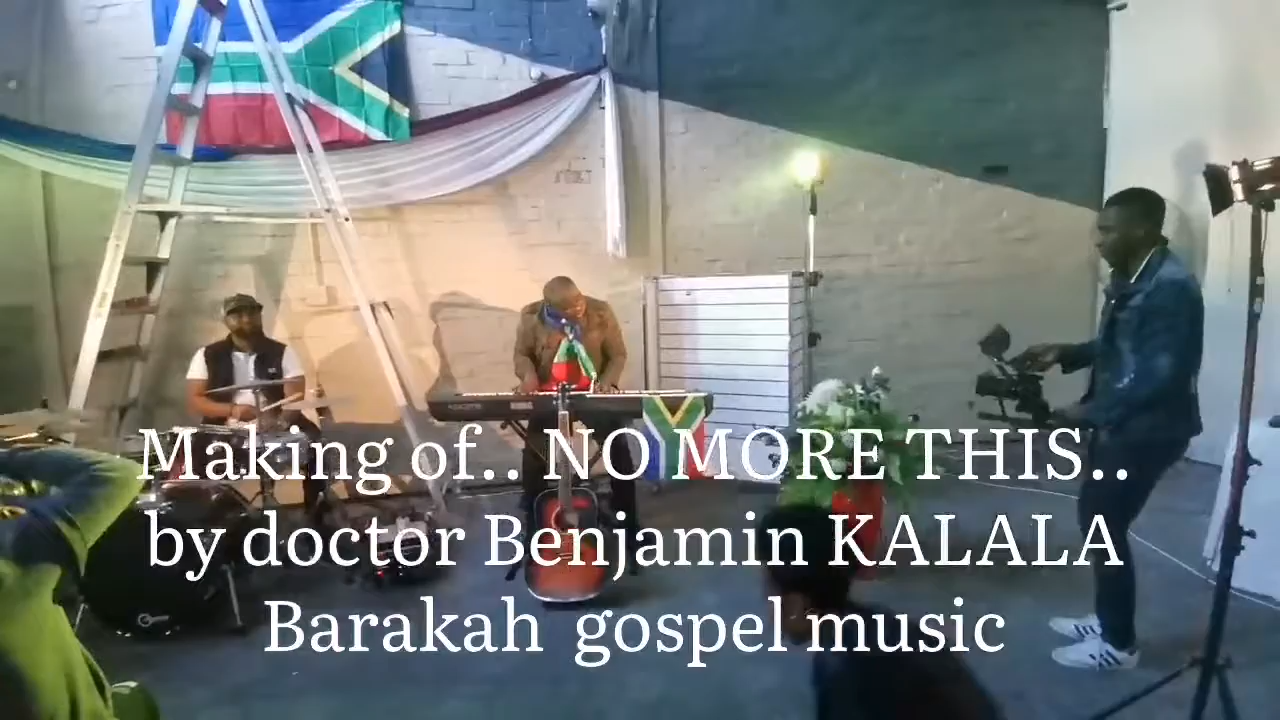 Making of.. NO MORE THIS..
by doctor Benjamin KALALA
Barakah gospel music